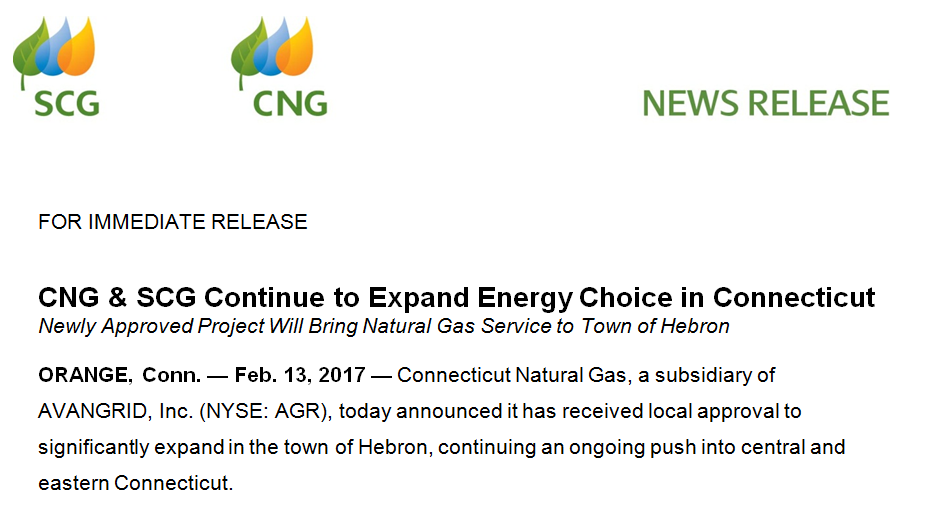 SCG
CNG
NEWS RELEASE
FOR IMMEDIATE RELEASE
CNG & SCG Continue to Expand Energy Choice in Connecticut
Newly Approved Project Will Bring Natural Gas Service to Town of Hebron
ORANGE, Conn. — Feb. 13, 2017 — Connecticut Natural Gas, a subsidiary of
AVANGRID, Inc. (NYSE: AGR), today announced it has received local approval to
significantly expand in the town of Hebron, continuing an ongoing push into central and
eastern Connecticut.